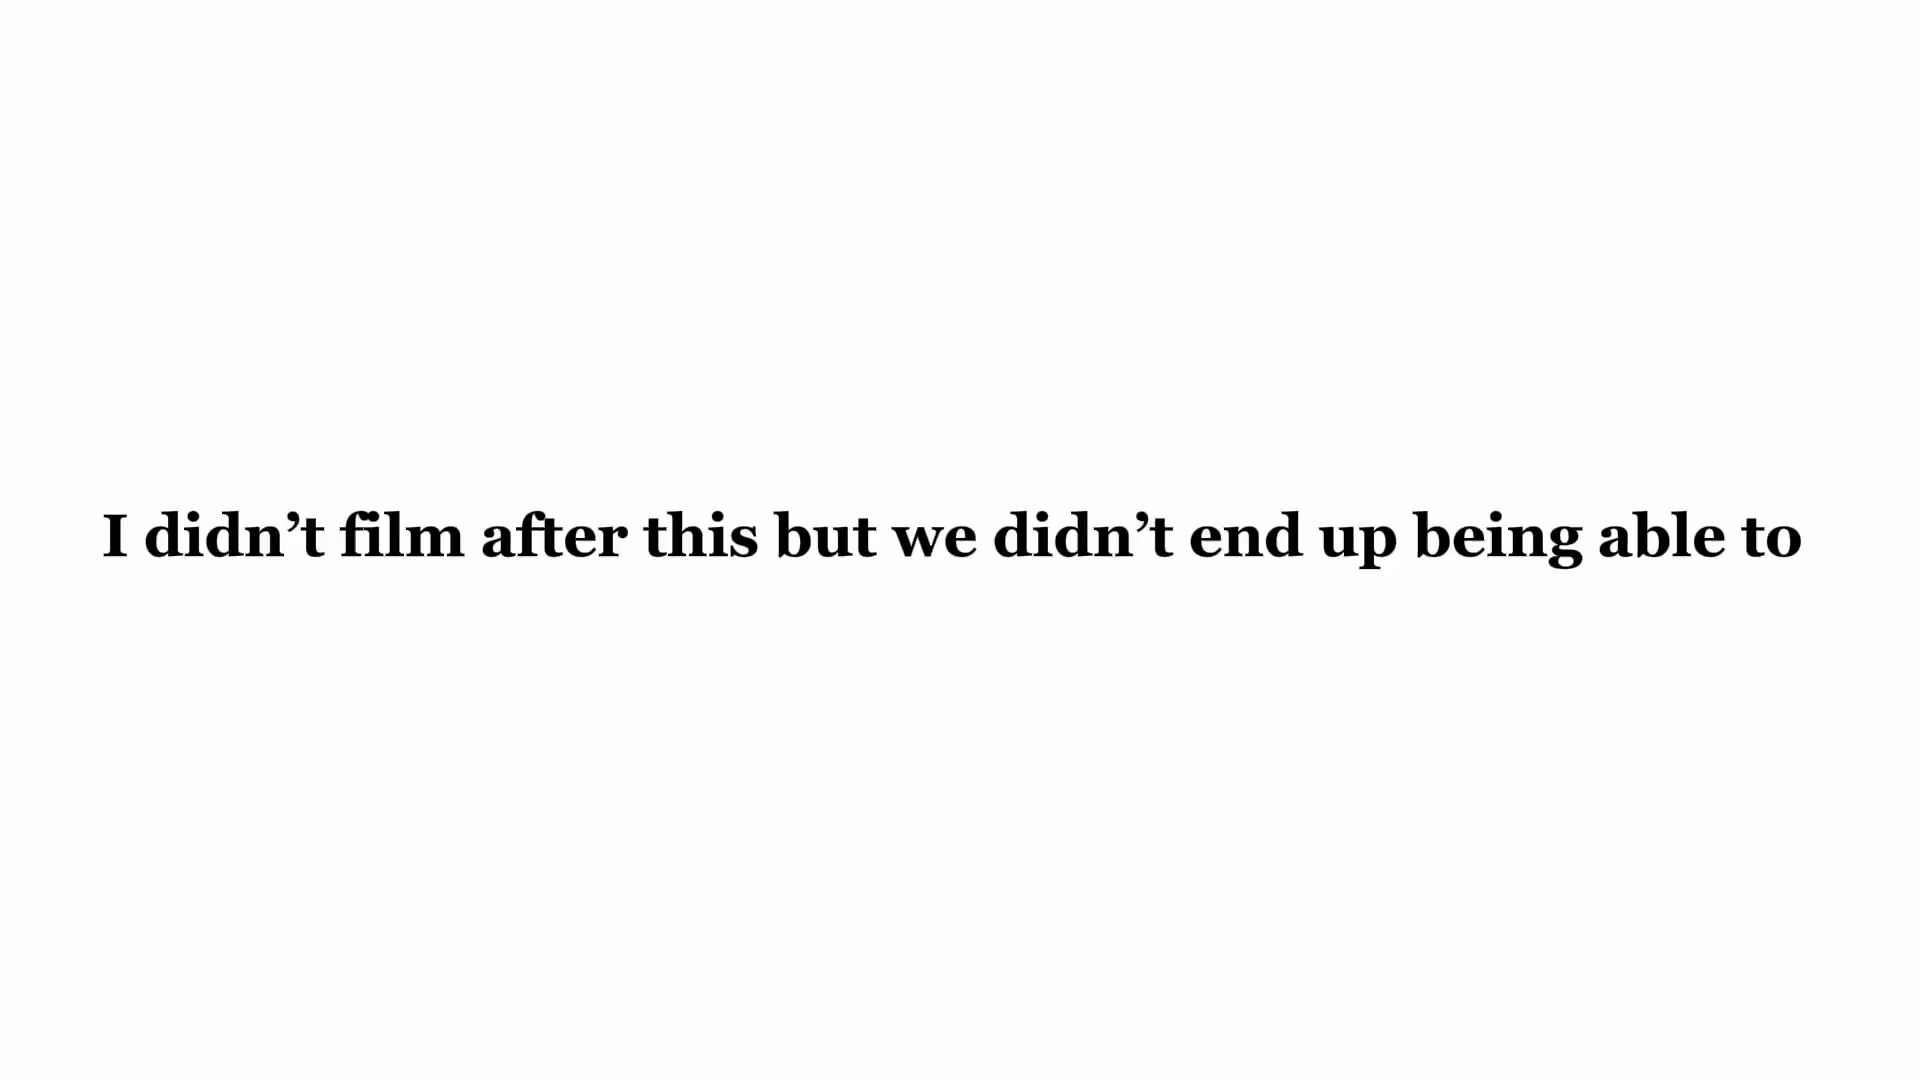 I didn’t film after this but we didn’t end up being able to